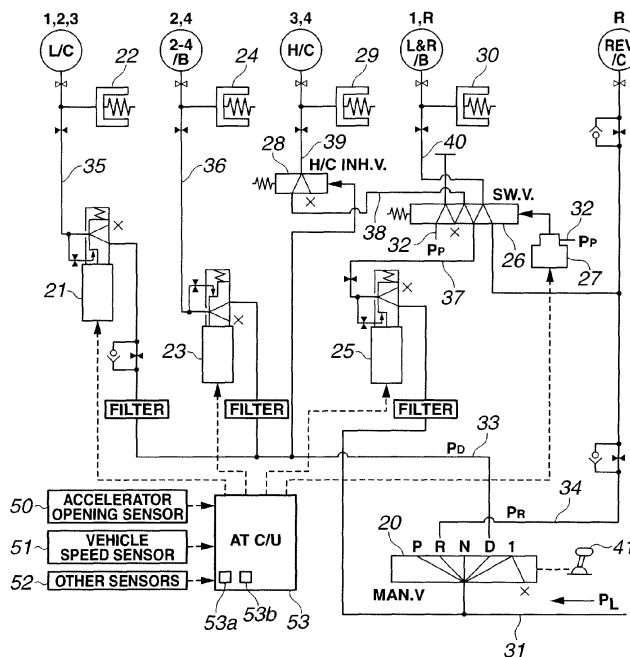 1,2,3
2,4
3,4
1,R
R
L/C
2-4
/B
H/C
L&R
/B
REV
/C
22
24
29
30
39
40
35
36
28
H/C INH.V.
SW.V.
38
32
PP
26
32
PP
27
37
21
23
25
FILTER
FILTER
FILTER
PD
33
PR
34
50
ACCELERATOR
OPENING SENSOR
51
VEHICLE
SPEED SENSOR
52
OTHER SENSORS
AT C/U
53a
53b
53
20
P R N D 1
MAN.V
41
PL
31